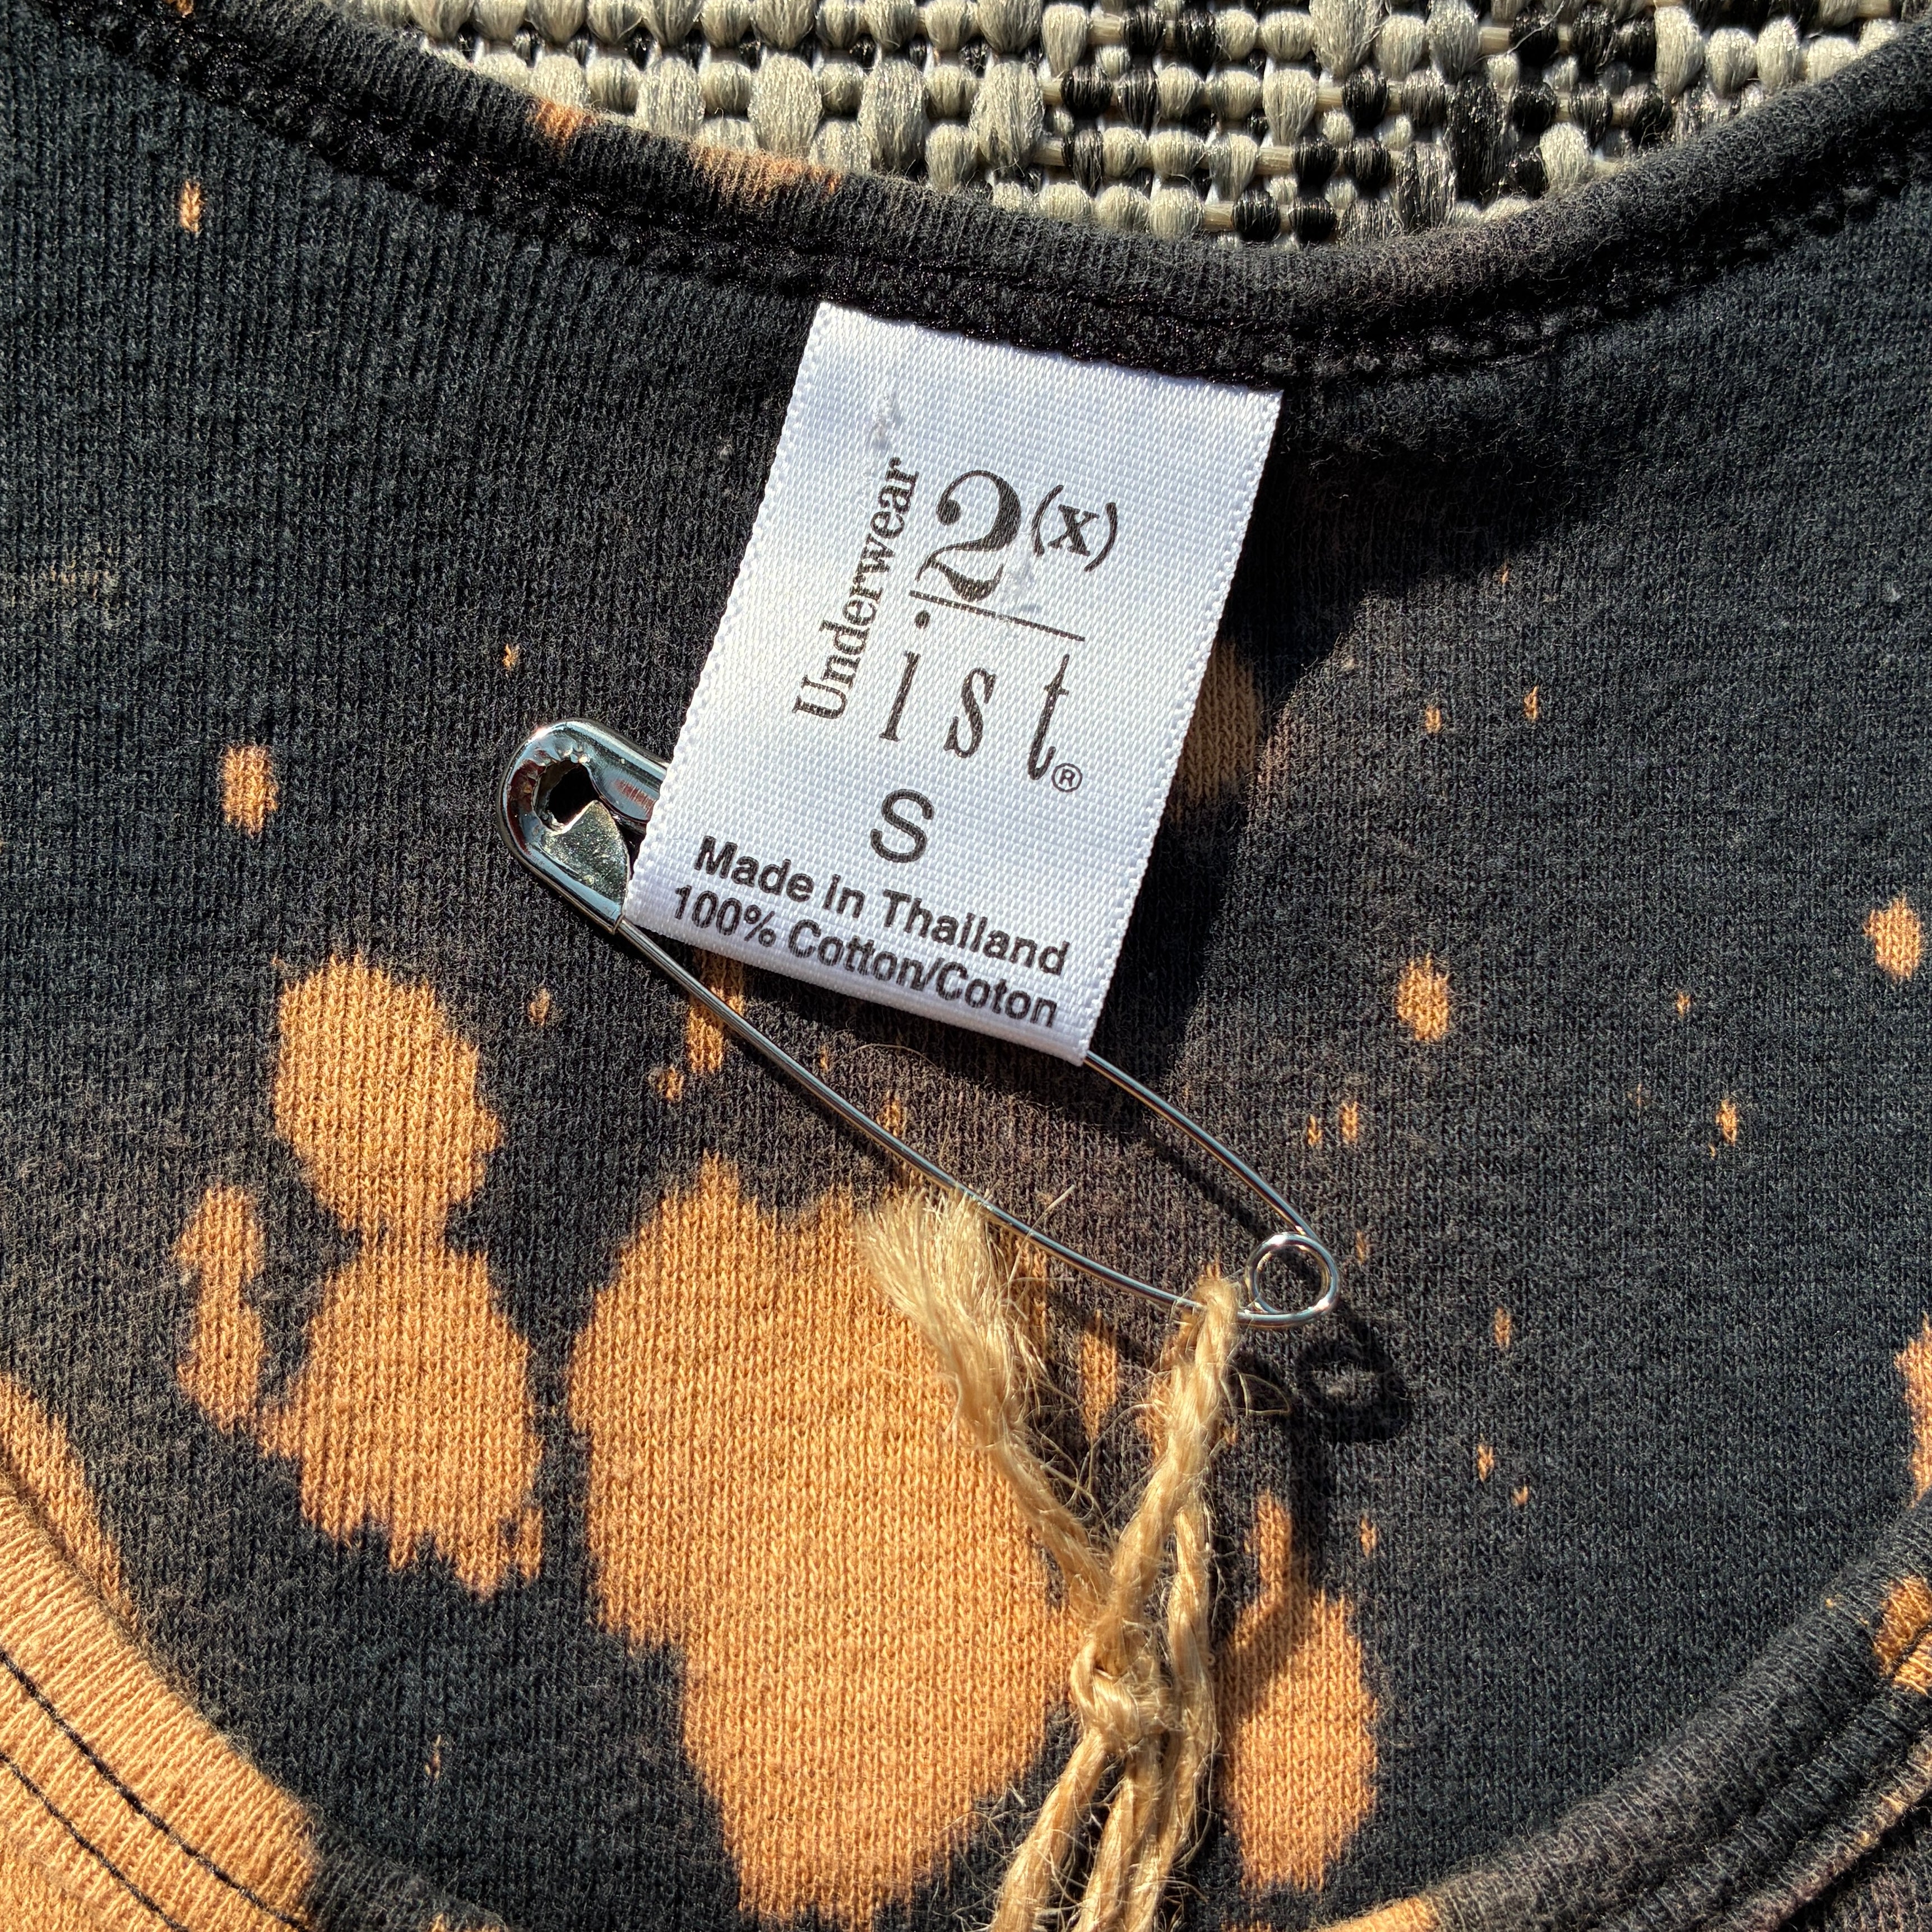 Underwear
2(x)
ist®
S
Made in Thailand
100% Cotton/Coton